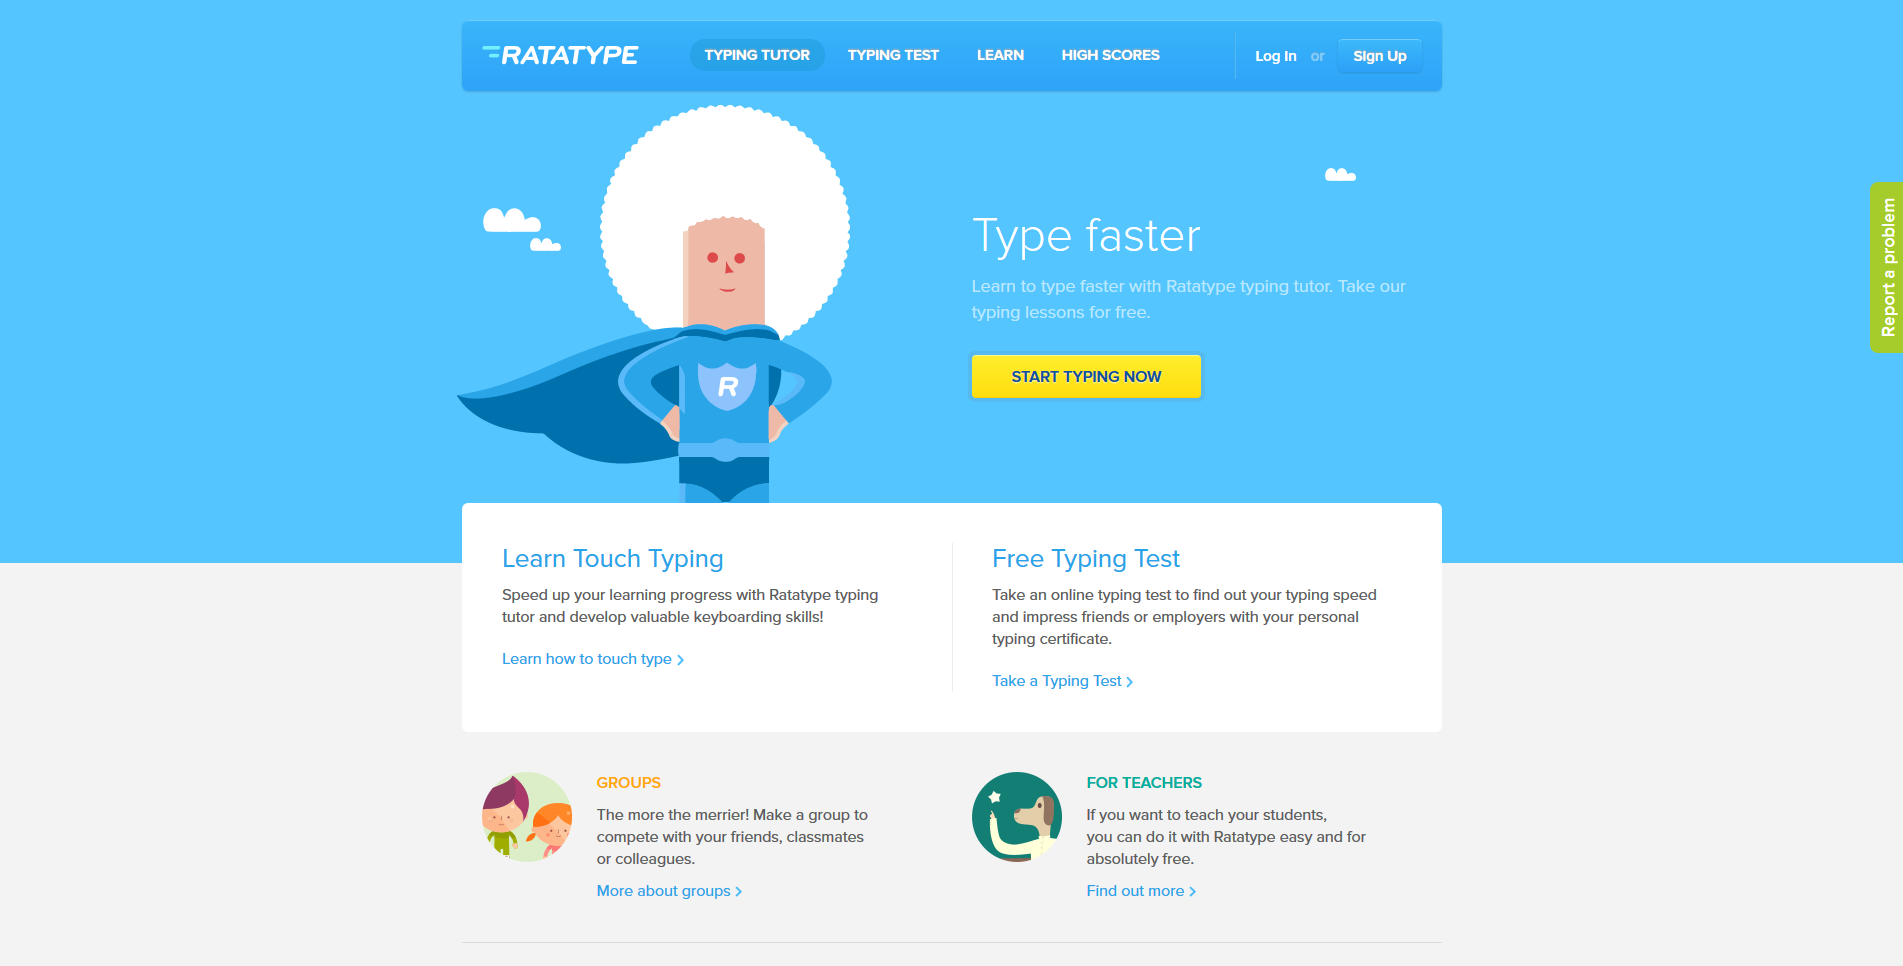 RATATYPE
TYPING TUTOR
TYPING TEST
LEARN
HIGH SCORES
Log In or Sign Up
Type faster
Learn to type faster with Ratatype typing tutor. Take our
typing lessons for free.
START TYPING NOW
R
Report a problem
Learn Touch Typing
Speed up your learning progress with Ratatype typing
tutor and develop valuable keyboarding skills!
Learn how to touch type
Free Typing Test
Take an online typing test to find out your typing speed
and impress friends or employers with your personal
typing certificate.
Take a Typing Test
GROUPS
The more the merrier! Make a group to
compete with your friends, classmates
or colleagues.
More about groups
FOR TEACHERS
If you want to teach your students,
you can do it with Ratatype easy and for
absolutely free.
Find out more